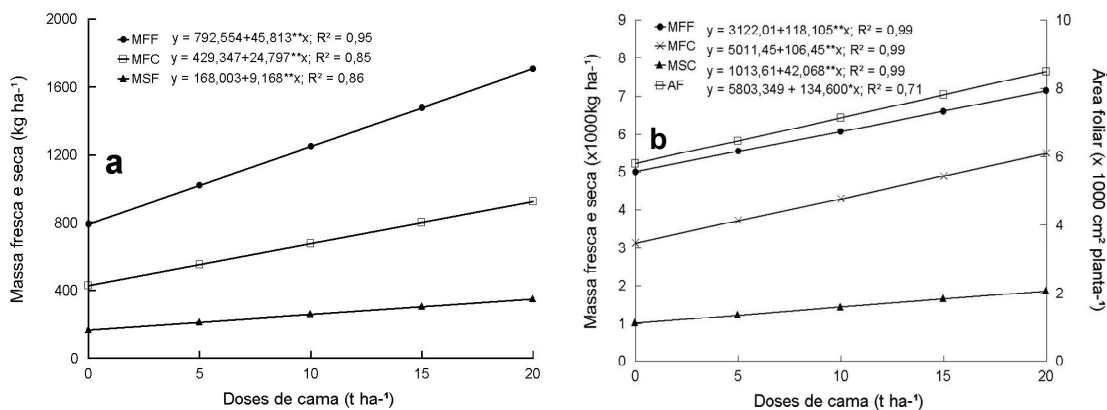 2000
1600
1200
800
400
0
Massa fresca e seca (kg ha-¹)
MFF y = 792,554+45,813**x; R² = 0,95
MFC y = 429,347+24,797**x; R² = 0,85
MSF y = 168,003+9,168**x; R² = 0,86
a
0 5 10 15 20
Doses de cama (t ha-¹)
9
8
7
6
5
4
3
2
1
0
Massa fresca e seca (x1000kg ha-¹)
MFF y = 3122,01+118,105**x; R² = 0,99
MFC y = 5011,45+106,45**x; R² = 0,99
MSC y = 1013,61+42,068**x; R² = 0,99
AF y = 5803,349 + 134,600*x; R² = 0,71
b
10
8
6
4
2
0
Área foliar (x 1000 cm² planta-¹)
0 5 10 15 20
Doses de cama (t ha-¹)